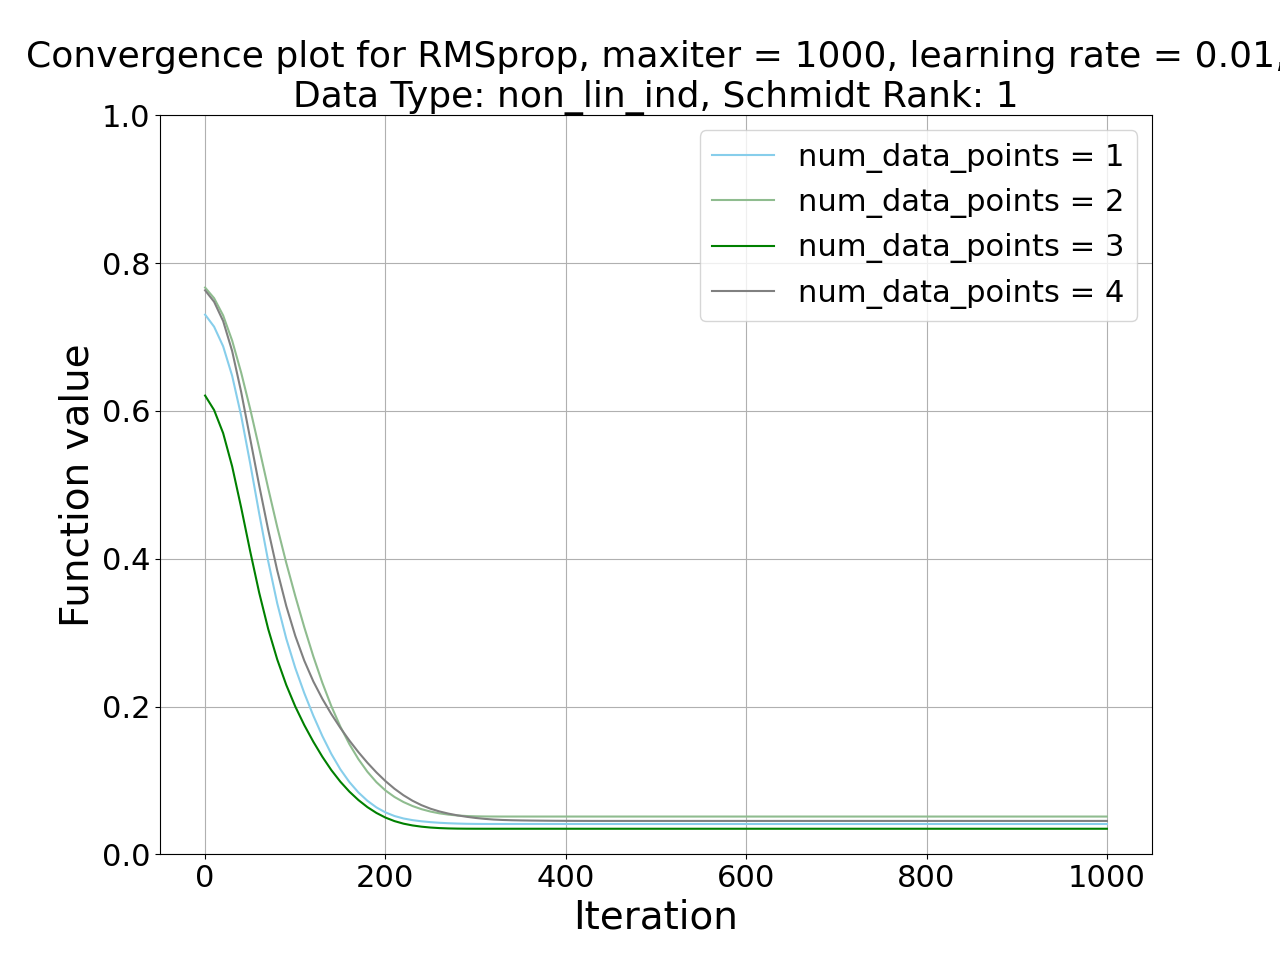 Convergence plot for RMSprop, maxiter = 1000, learning rate = 0.01,
Data Type: non_lin_ind, Schmidt Rank: 1
1.0
0.8
0.6
0.4
0.2
0.0
Function value
num_data_points = 1
num_data_points = 2
num_data_points = 3
num_data_points = 4
0 200 400 600 800 1000
Iteration